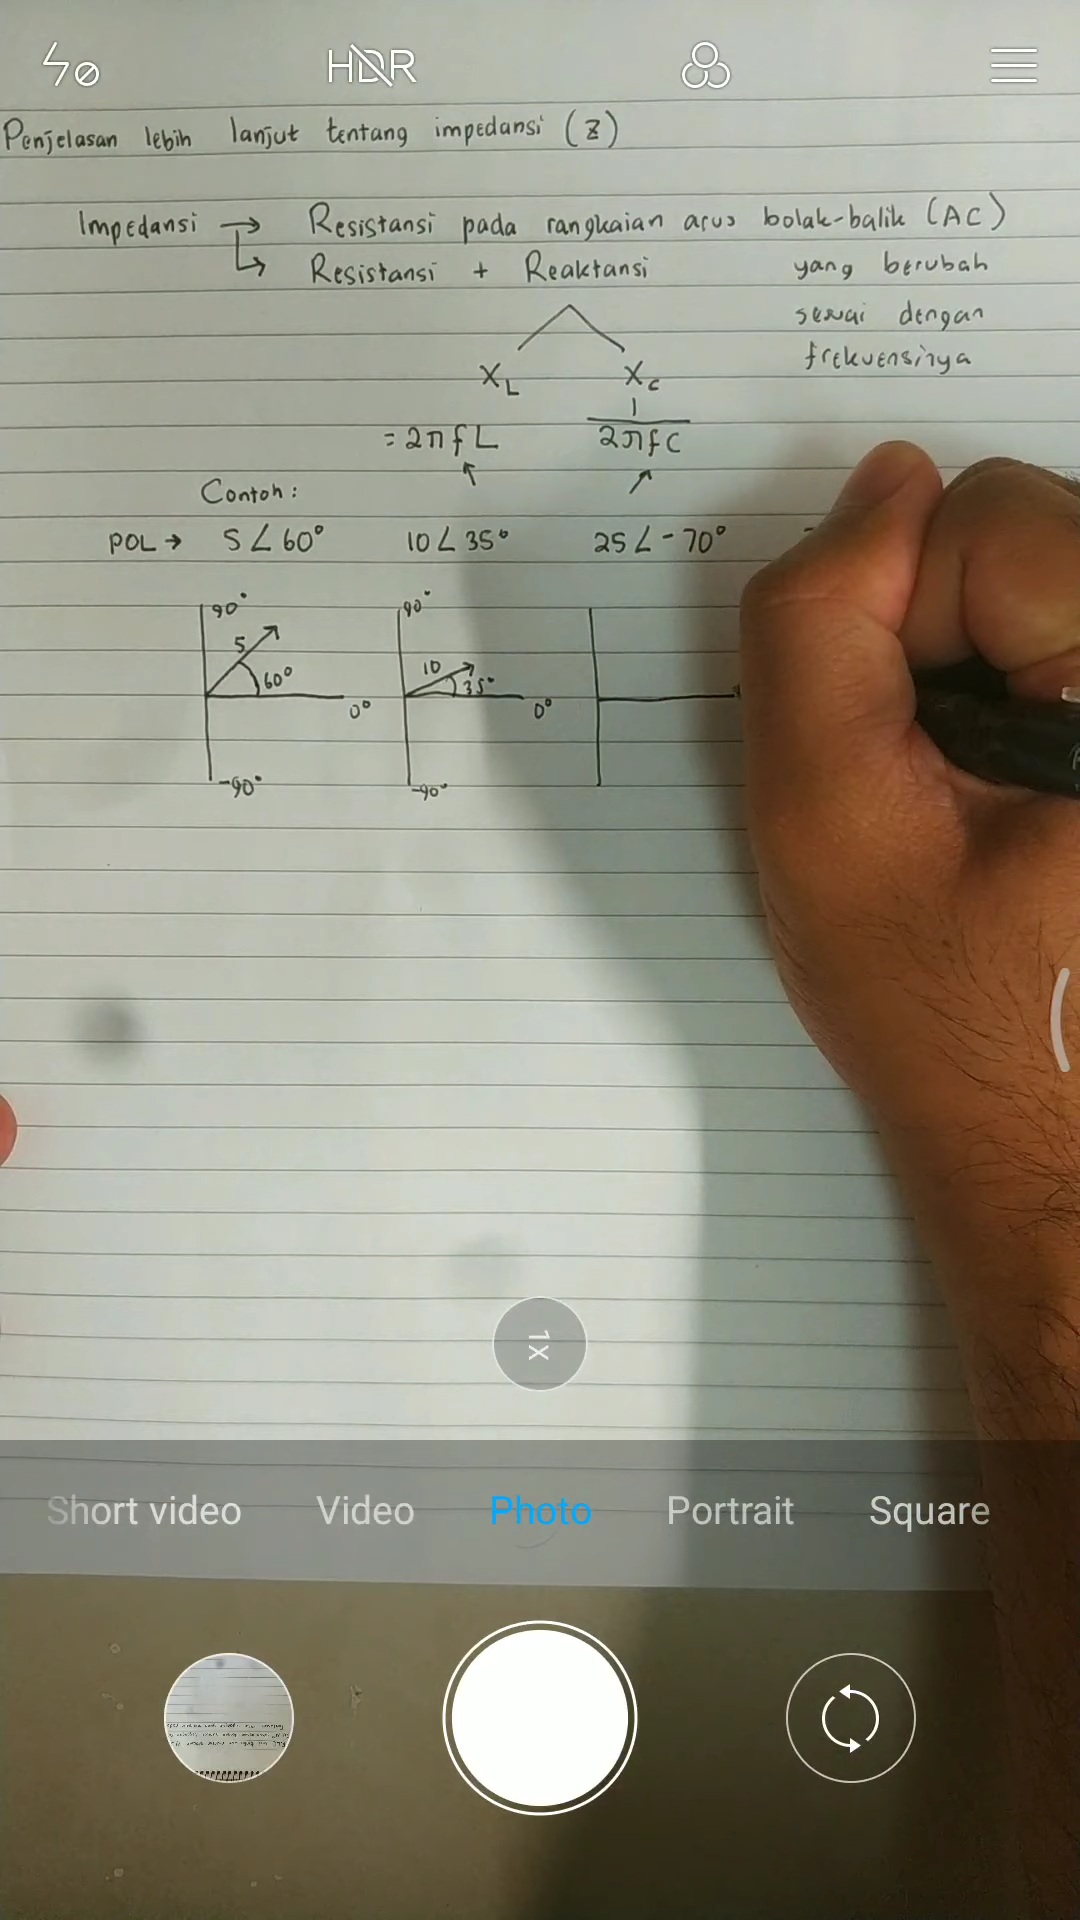 HDR
Penjelasan lebih lanjut tentang impedansi (Z)
Impedansi → Resistansi pada rangkaian arus bolak-balik (AC)
↳ Resistansi + Reaktansi yang berubah
sesuai dengan
frekuensinya
XL XC
= 2πfL 1/2πfC
Contoh:
POL → 5∠60° 10∠35° 25∠-70°
90° 90°
5 60° 10 35°
0° 0°
-90° -90°
1X
Short video Video Photo Portrait Square